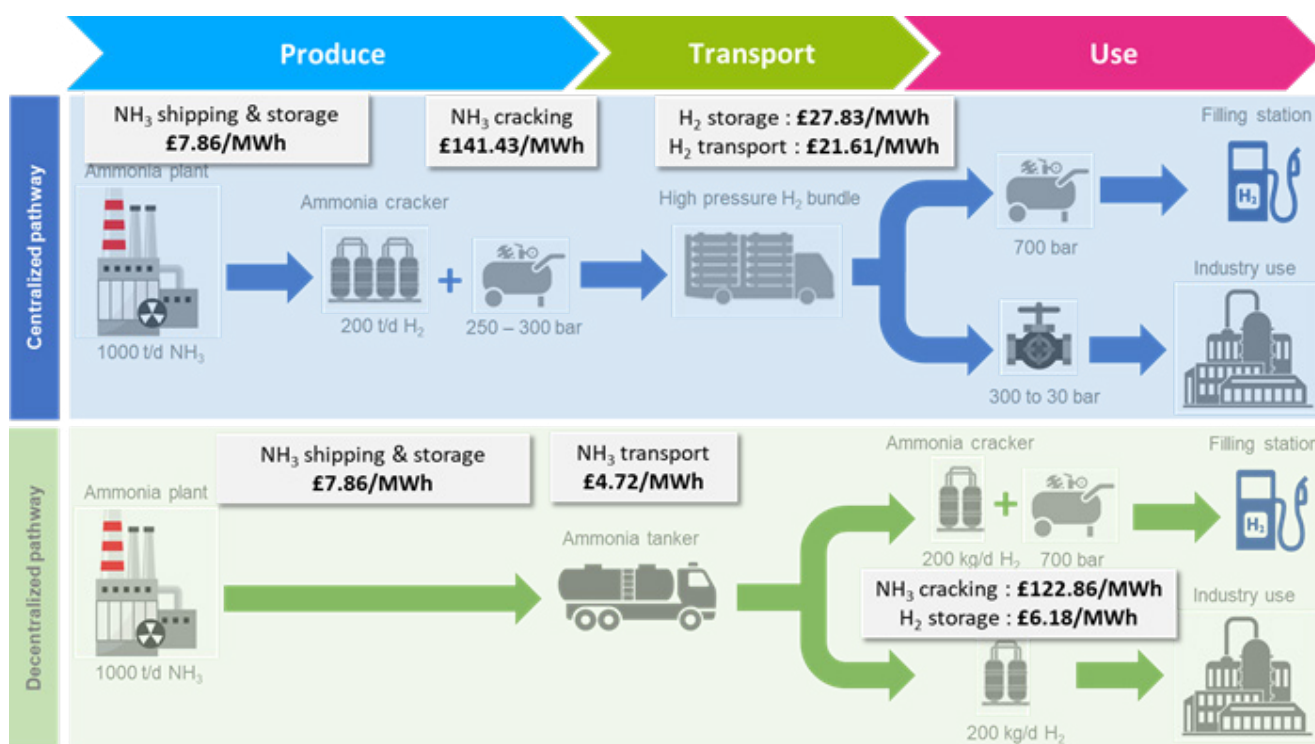 Produce
Transport
Use
Centralized pathway
NH₃ shipping & storage
£7.86/MWh
NH₃ cracking
£141.43/MWh
H₂ storage : £27.83/MWh
H₂ transport : £21.61/MWh
Filling station
Ammonia plant
Ammonia cracker
High pressure H₂ bundle
H₂
+
700 bar
Industry use
200 t/d H₂
250 – 300 bar
1000 t/d NH₃
300 to 30 bar
Decentralized pathway
NH₃ shipping & storage
£7.86/MWh
NH₃ transport
£4.72/MWh
Ammonia cracker
Filling station
Ammonia plant
+
H₂
Ammonia tanker
200 kg/d H₂
700 bar
NH₃ cracking : £122.86/MWh
H₂ storage : £6.18/MWh
Industry use
1000 t/d NH₃
200 kg/d H₂